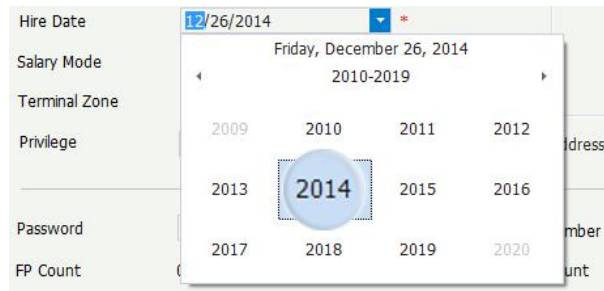 Hire Date 12/26/2014 *
Friday, December 26, 2014
Salary Mode
2010-2019
Terminal Zone
2009 2010 2011 2012
Privilege ddress
2013 2014 2015 2016
Password mber
2017 2018 2019 2020
FP Count unt